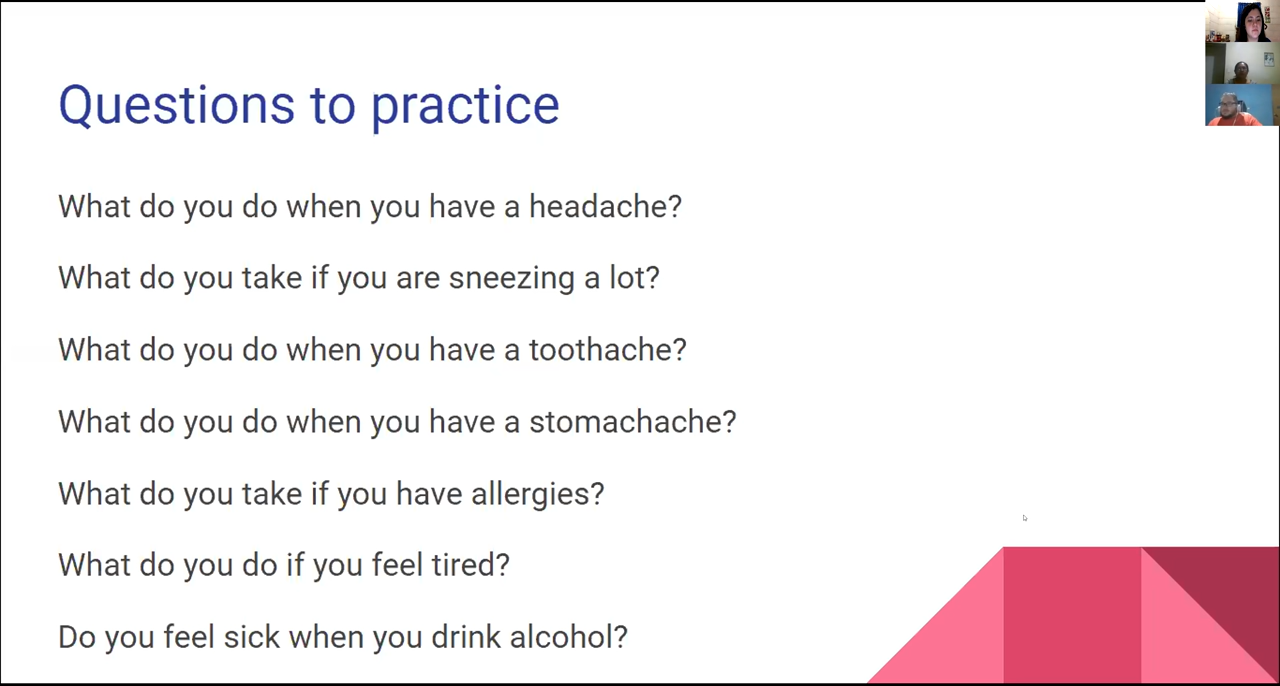 Questions to practice
What do you do when you have a headache?
What do you take if you are sneezing a lot?
What do you do when you have a toothache?
What do you do when you have a stomachache?
What do you take if you have allergies?
What do you do if you feel tired?
Do you feel sick when you drink alcohol?